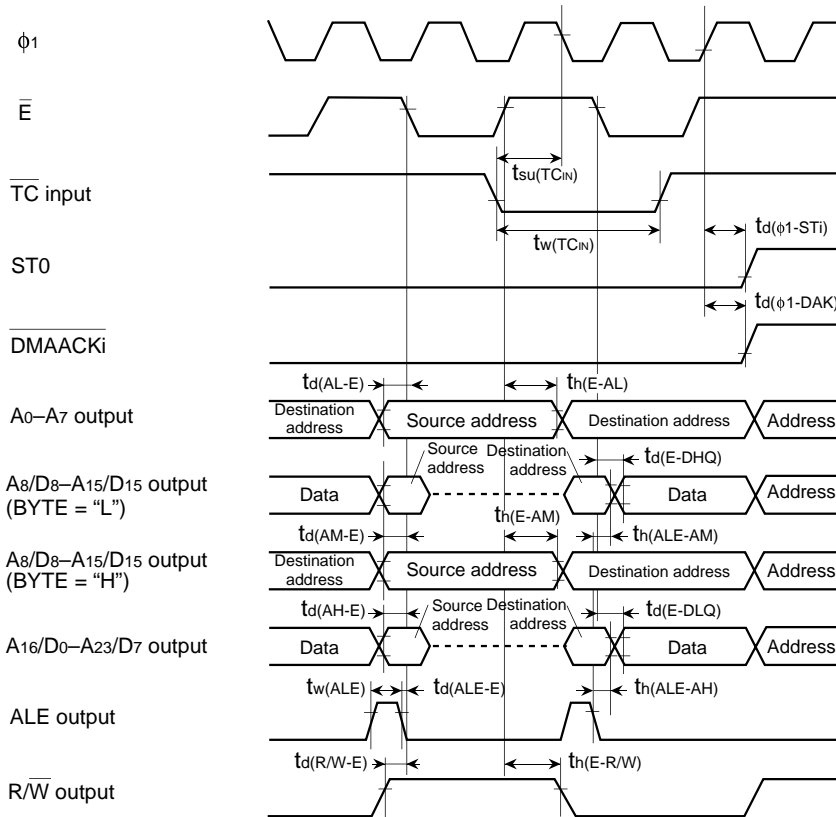 ϕ1
E̅
tsu(TCIN)
T̅C̅ input
tw(TCIN)
td(ϕ1-STi)
ST0
td(ϕ1-DAK)
D̅M̅A̅A̅C̅K̅i̅
td(AL-E)
th(E-AL)
A0–A7 output
Destination address
Source address
Destination address
Address
Source address
Destination address
td(E-DHQ)
A8/D8–A15/D15 output
(BYTE = “L”)
Data
Data
Address
th(E-AM)
td(AM-E)
th(ALE-AM)
A8/D8–A15/D15 output
(BYTE = “H”)
Destination address
Source address
Destination address
Address
td(AH-E)
Source address
Destination address
td(E-DLQ)
A16/D0–A23/D7 output
Data
Data
Address
tw(ALE)
td(ALE-E)
th(ALE-AH)
ALE output
td(R/W-E)
th(E-R/W)
R/W̅ output